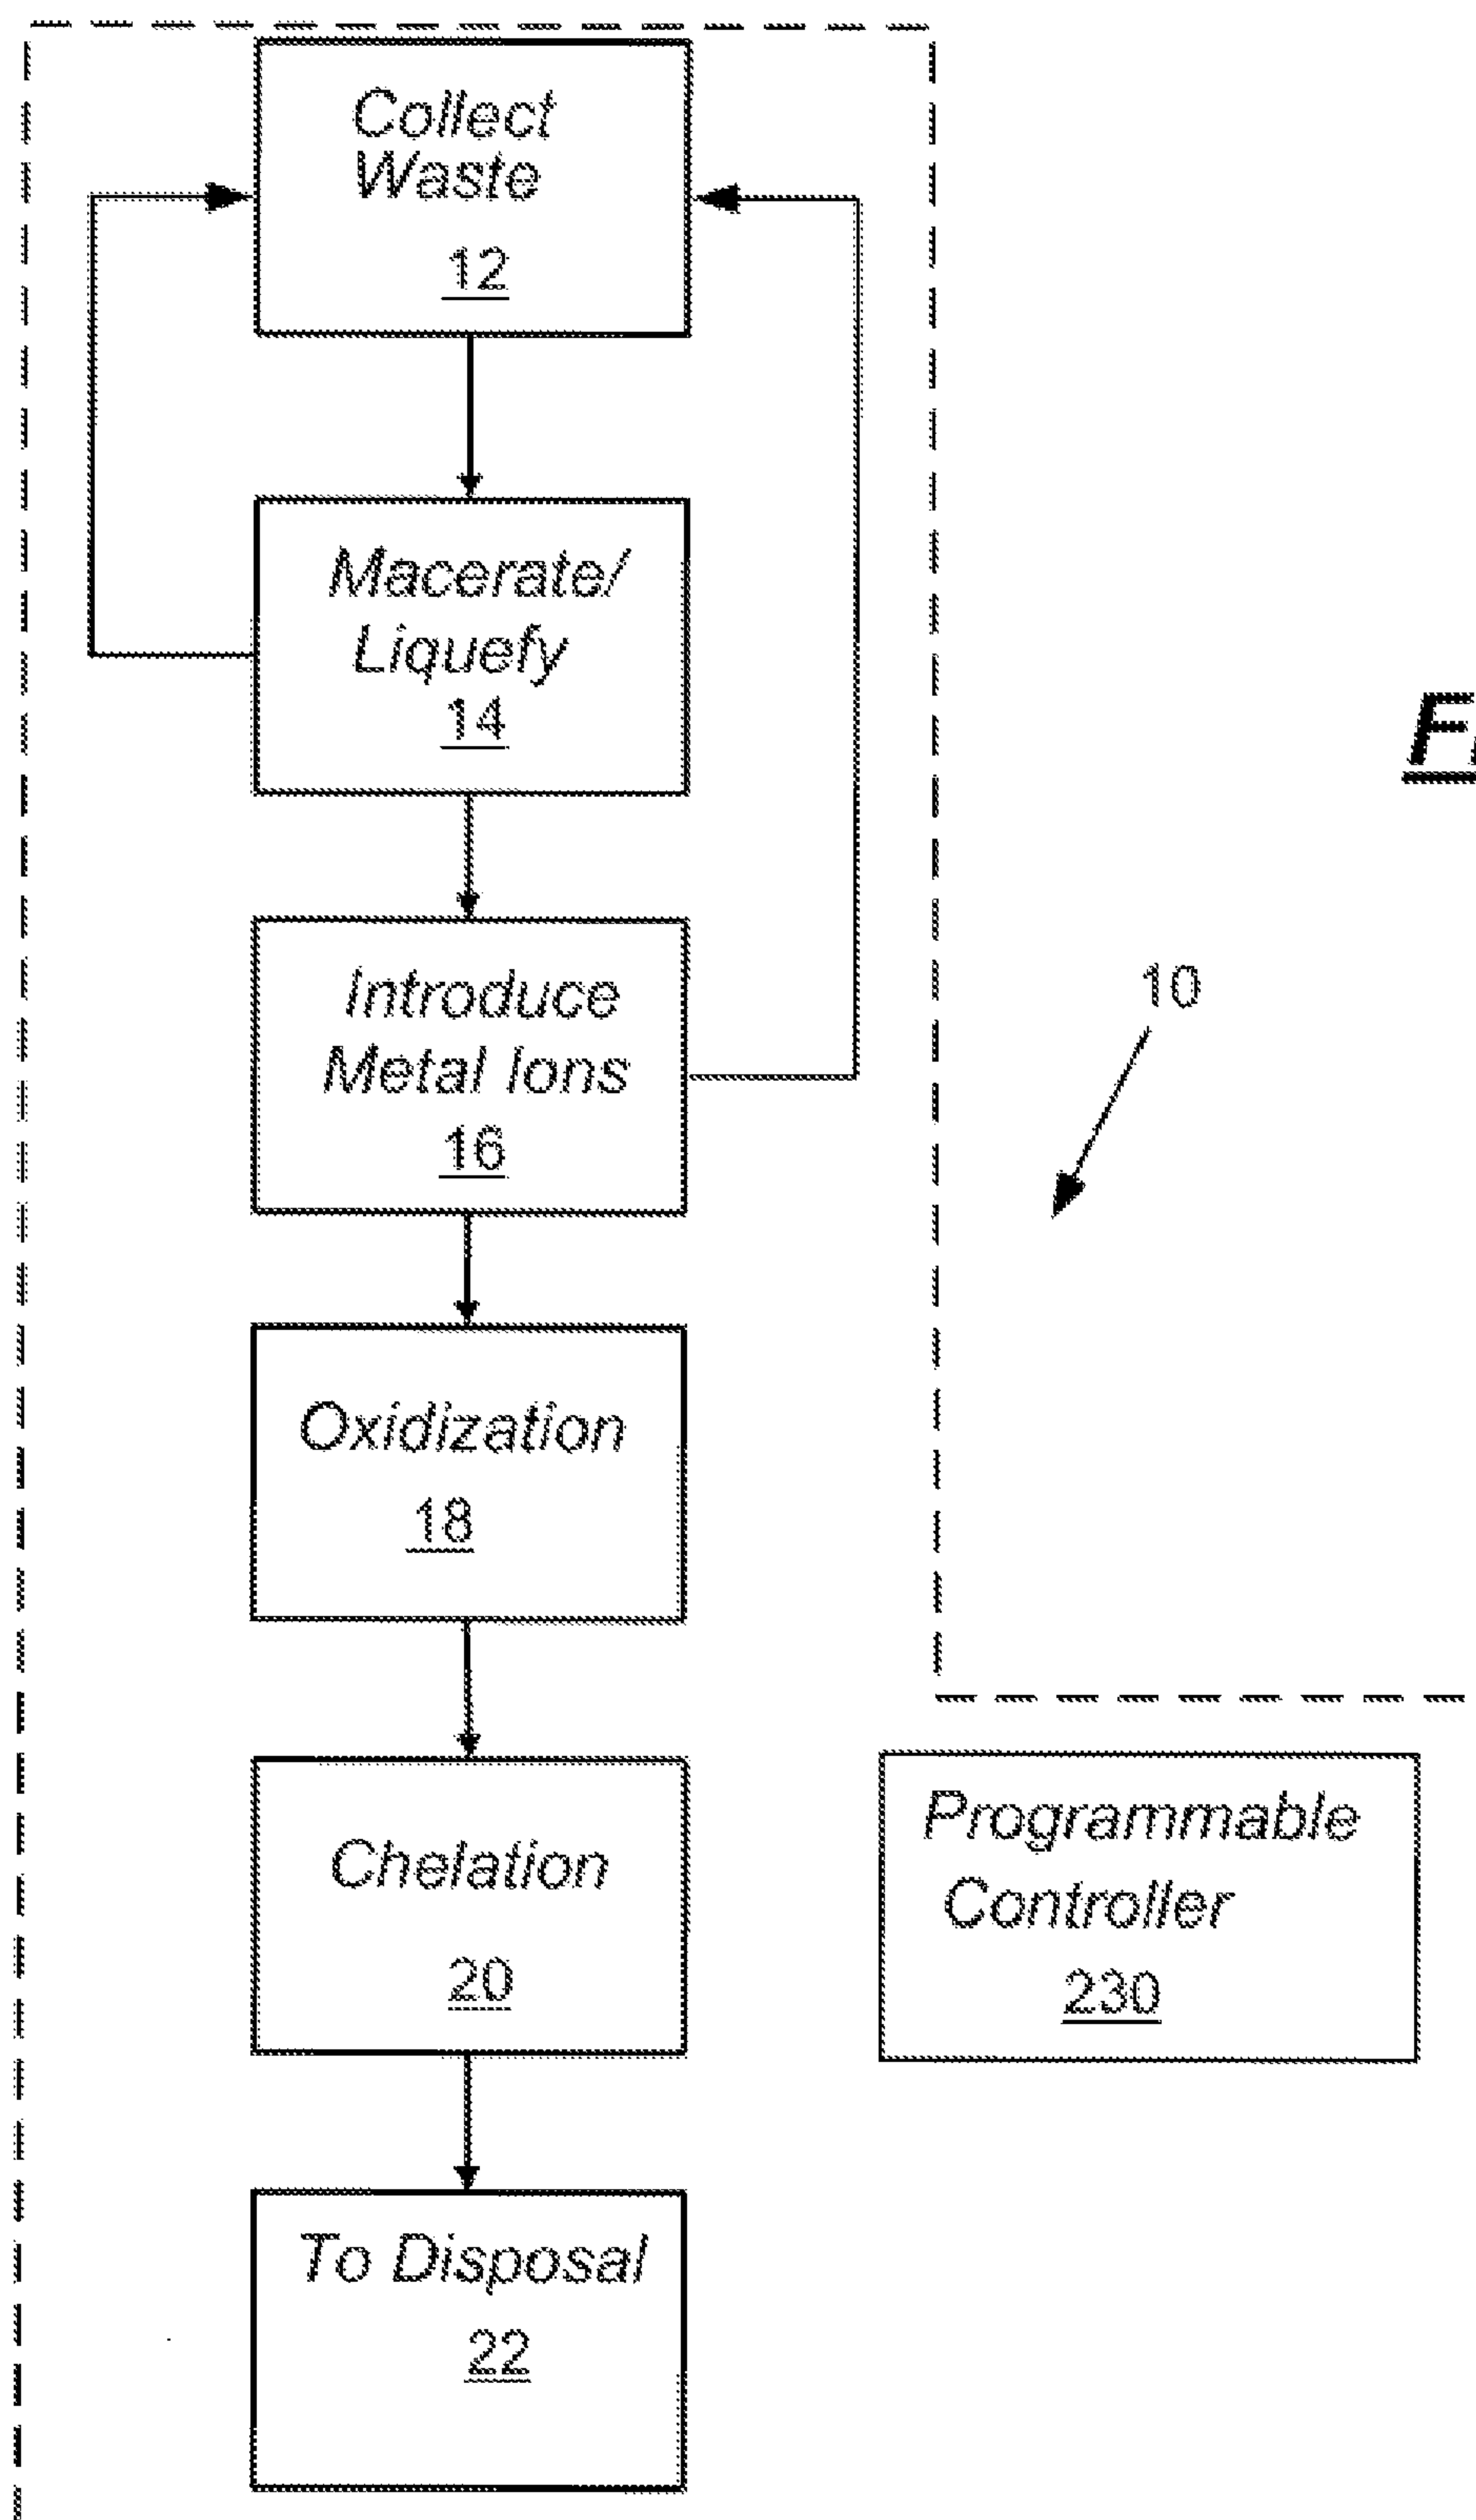 Collect
Waste
12
Macerate/
Liquefy
14
Introduce
Metal Ions
16
10
Oxidization
18
Chelation
20
Programmable
Controller
230
To Disposal
22